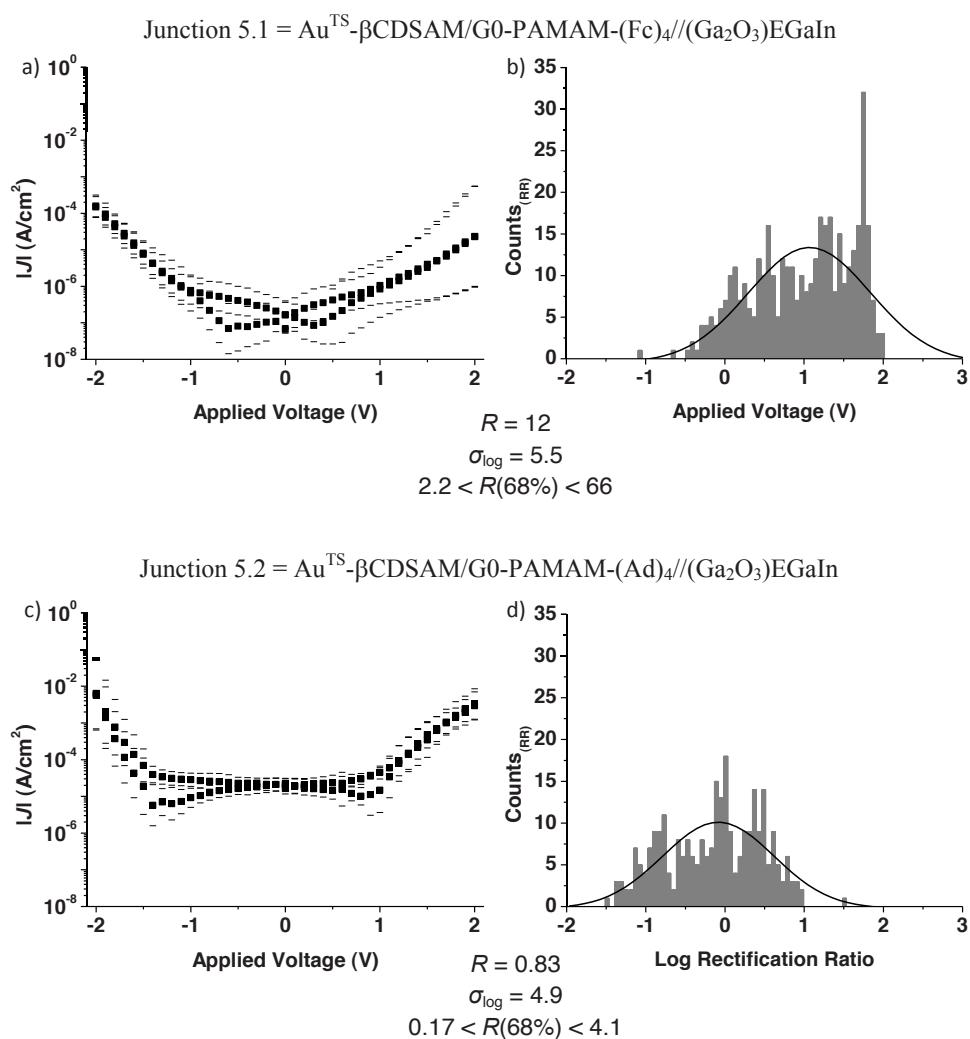 Junction 5.1 = Au^TS-βCDSAM/G0-PAMAM-(Fc)₄//(Ga₂O₃)EGaIn
a)
10⁰
10⁻²
10⁻⁴
10⁻⁶
10⁻⁸
|J| (A/cm²)
-2 -1 0 1 2
Applied Voltage (V)
b)
35
30
25
20
15
10
5
0
Counts(RR)
-2 -1 0 1 2 3
Applied Voltage (V)
R = 12
σlog = 5.5
2.2 < R(68%) < 66
Junction 5.2 = Au^TS-βCDSAM/G0-PAMAM-(Ad)₄//(Ga₂O₃)EGaIn
c)
10⁰
10⁻²
10⁻⁴
10⁻⁶
10⁻⁸
|J| (A/cm²)
-2 -1 0 1 2
Applied Voltage (V)
d)
35
30
25
20
15
10
5
0
Counts(RR)
-2 -1 0 1 2 3
Log Rectification Ratio
R = 0.83
σlog = 4.9
0.17 < R(68%) < 4.1